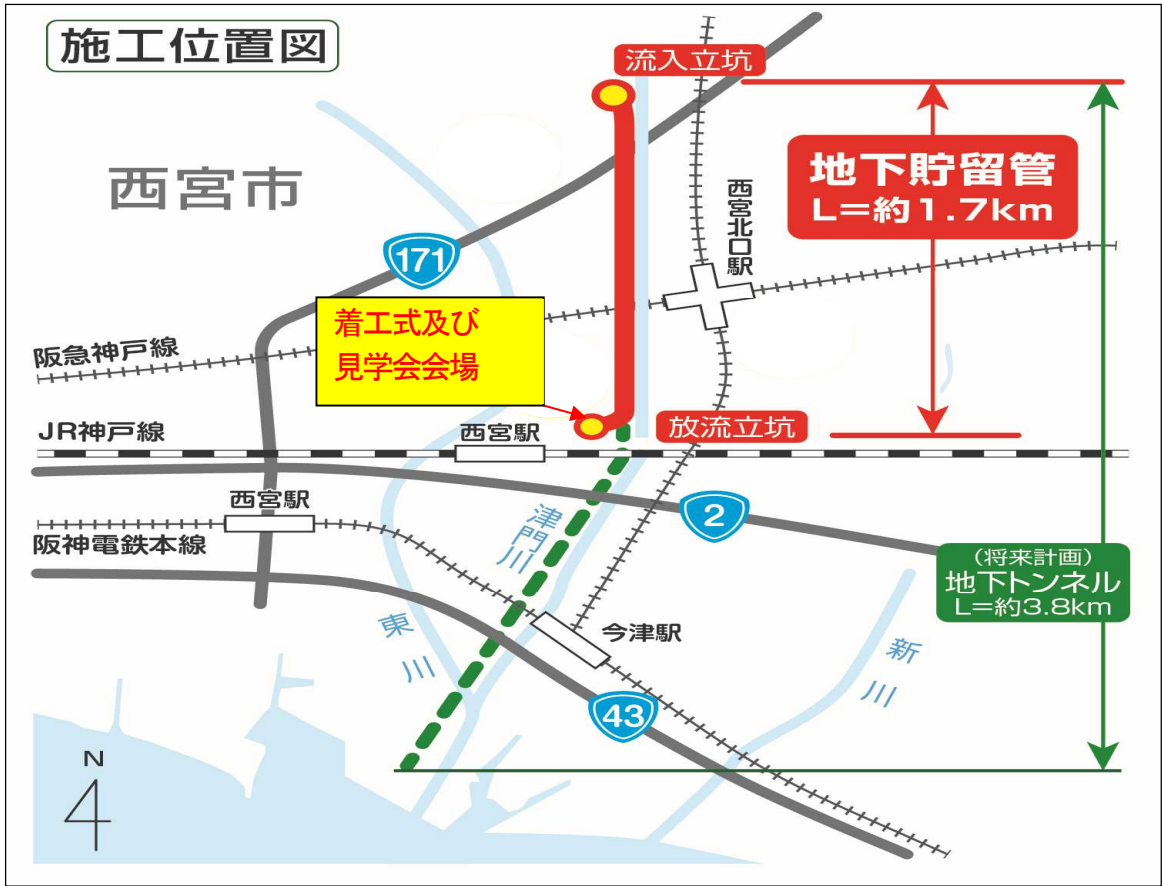 施工位置図
流入立坑
西宮市
地下貯留管
L=約1.7km
西宮北口駅
171
着工式及び
見学会会場
阪急神戸線
JR神戸線
西宮駅
放流立坑
西宮駅
阪神電鉄本線
2
津門川
(将来計画)
地下トンネル
L=約3.8km
東川
今津駅
新川
43
N